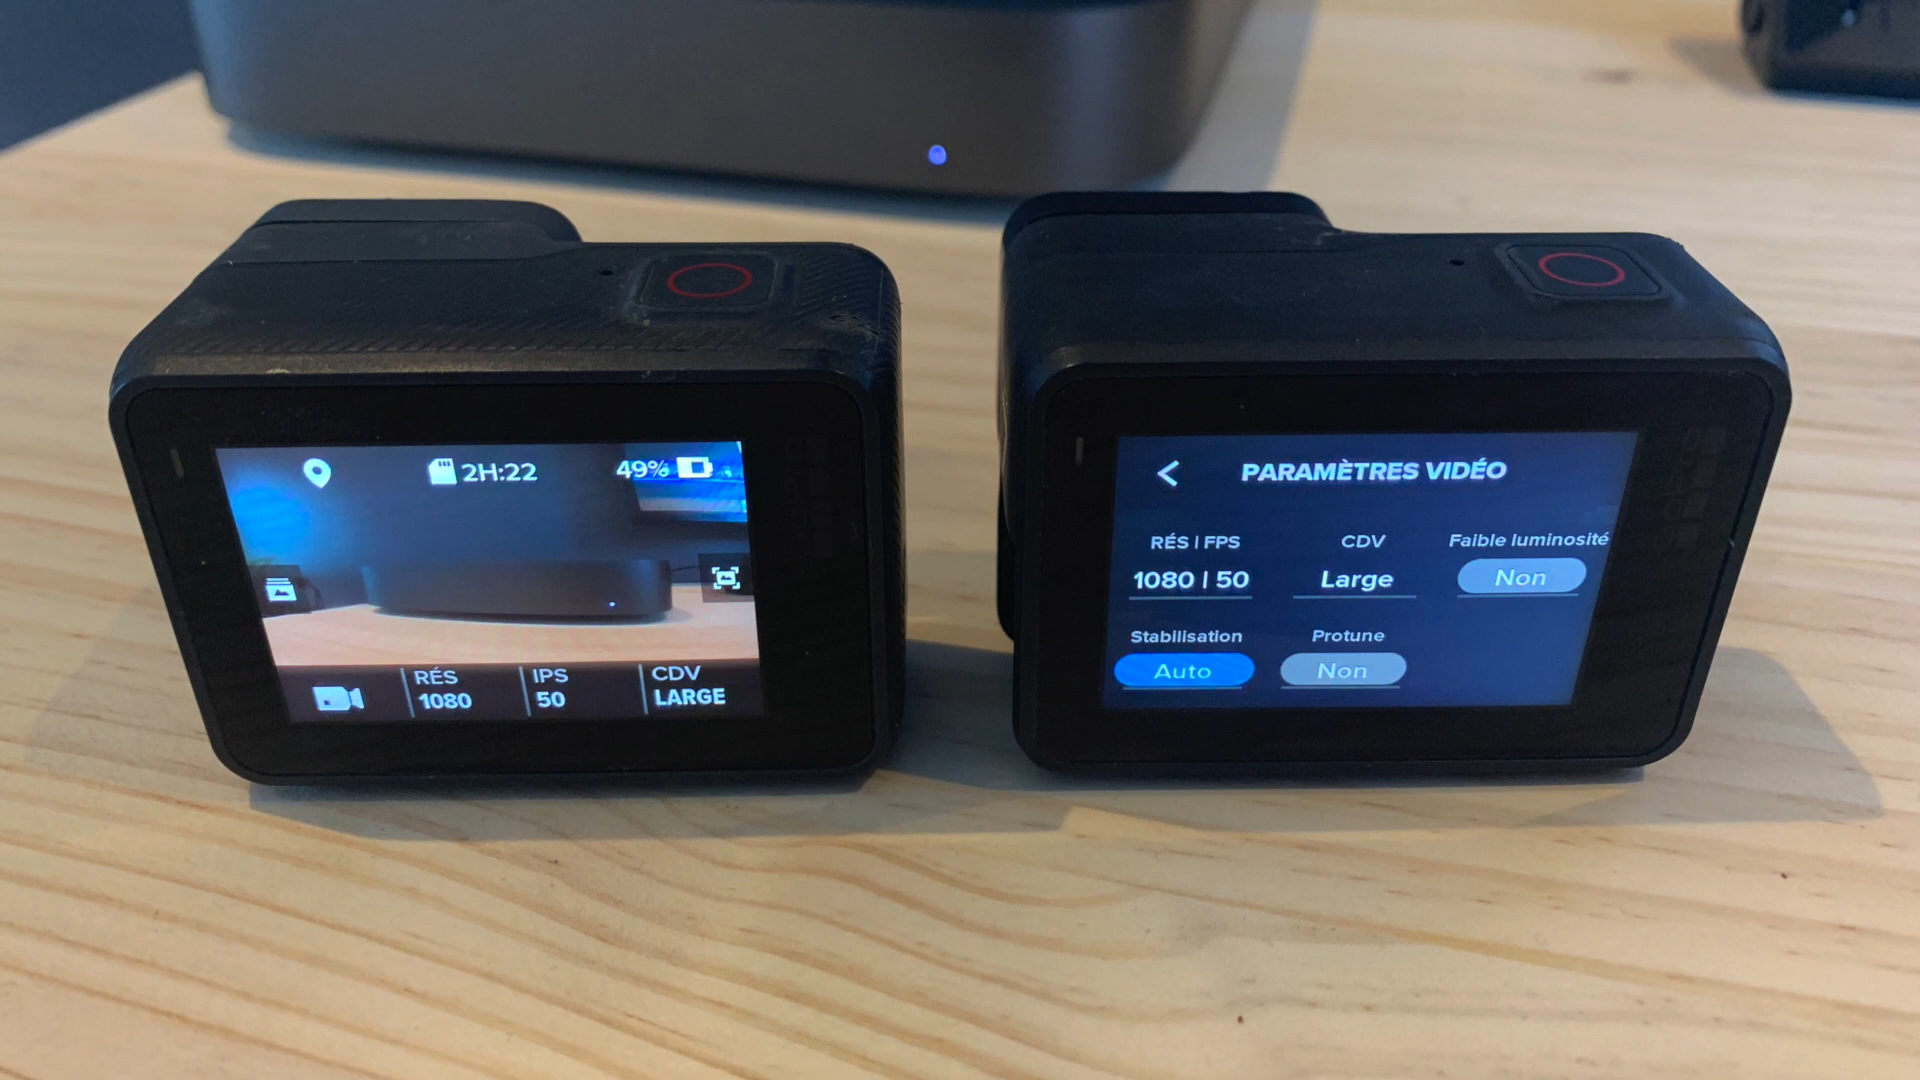 2H:22
49%
RÉS
1080
IPS
50
CDV
LARGE
PARAMÈTRES VIDÉO
RÉS | FPS
1080 | 50
CDV
Large
Faible luminosité
Non
Stabilisation
Auto
Protune
Non